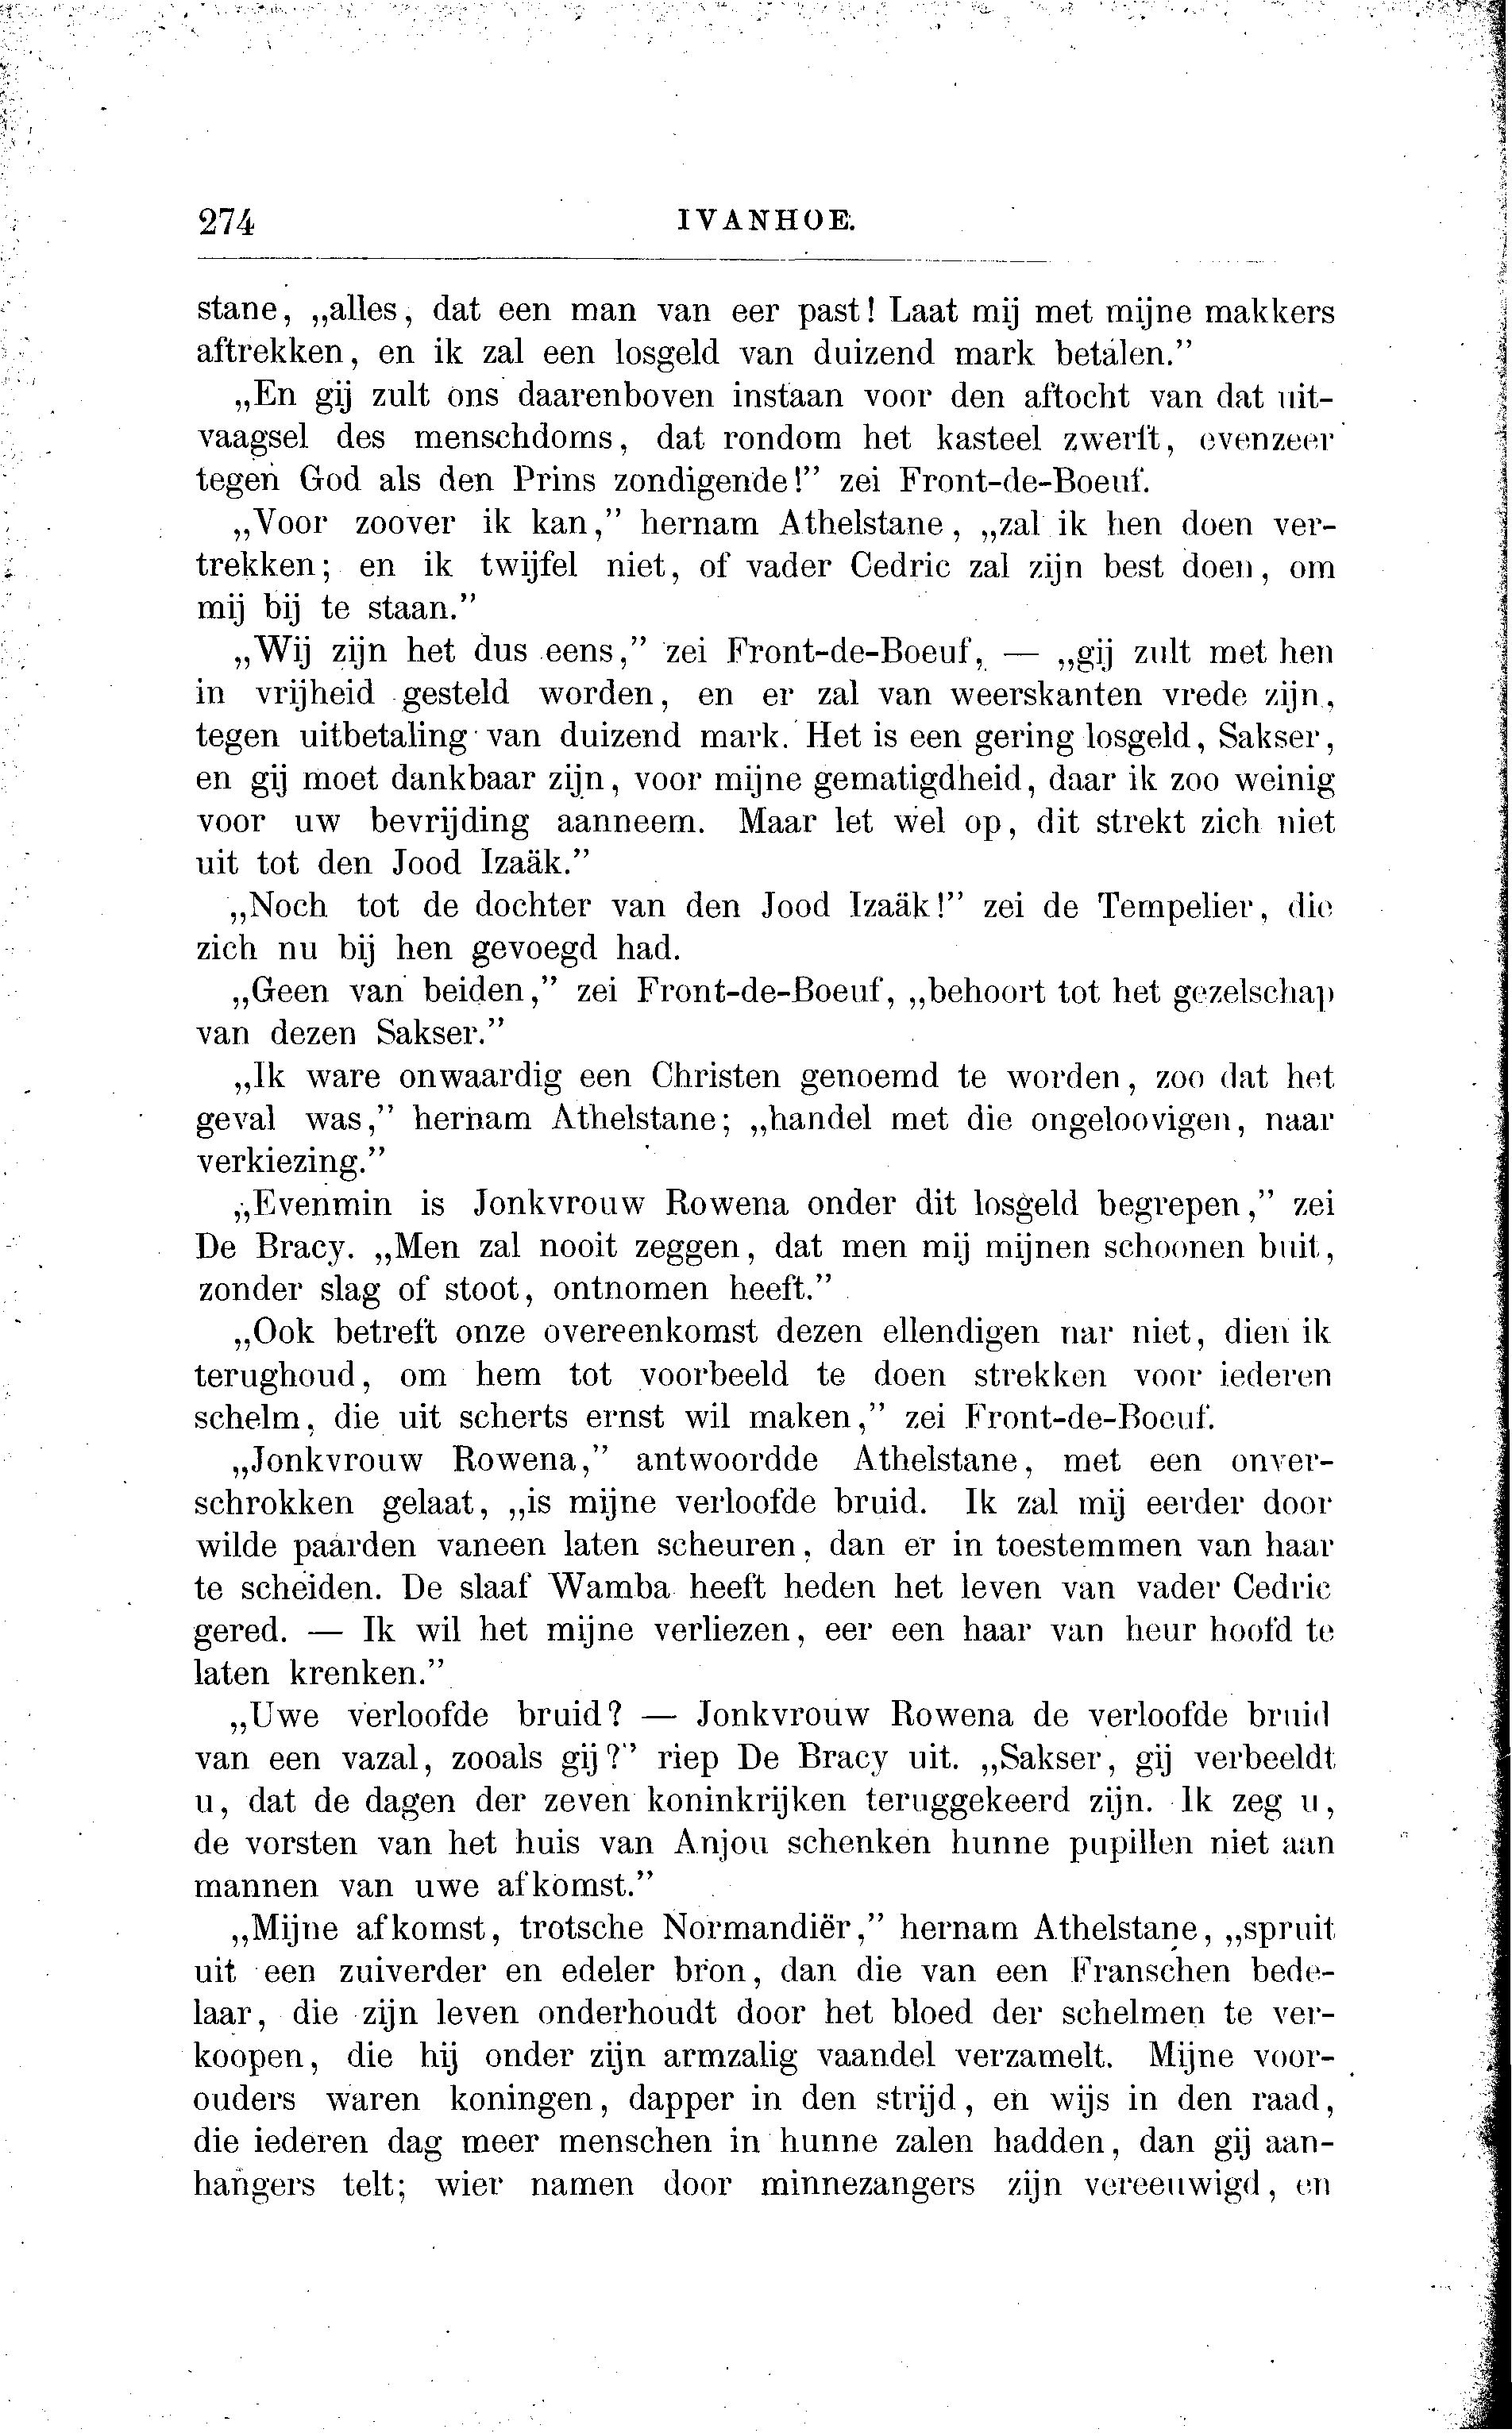 274 IVANHOE.
stane, „alles, dat een man van eer past! Laat mij met mijne makkers
aftrekken, en ik zal een losgeld van duizend mark betalen.”
„En gij zult ons daarenboven instaan voor den aftocht van dat uit-
vaagsel des menschdoms, dat rondom het kasteel zwerft, evenzeer
tegen God als den Prins zondigende!” zei Front-de-Boeuf.
„Voor zoover ik kan,” hernam Athelstane, „zal ik hen doen ver-
trekken; en ik twijfel niet, of vader Cedric zal zijn best doen, om
mij bij te staan.”
„Wij zijn het dus eens,” zei Front-de-Boeuf, — „gij zult met hen
in vrijheid gesteld worden, en er zal van weerskanten vrede zijn,
tegen uitbetaling van duizend mark. Het is een gering losgeld, Sakser,
en gij moet dankbaar zijn, voor mijne gematigdheid, daar ik zoo weinig
voor uw bevrijding aanneem. Maar let wel op, dit strekt zich niet
uit tot den Jood Izaäk.”
„Noch tot de dochter van den Jood Izaäk!” zei de Tempelier, die
zich nu bij hen gevoegd had.
„Geen van beiden,” zei Front-de-Boeuf, „behoort tot het gezelschap
van dezen Sakser.”
„Ik ware onwaardig een Christen genoemd te worden, zoo dat het
geval was,” hernam Athelstane; „handel met die ongeloovigen, naar
verkiezing.”
„Evenmin is Jonkvrouw Rowena onder dit losgeld begrepen,” zei
De Bracy. „Men zal nooit zeggen, dat men mij mijnen schoonen buit,
zonder slag of stoot, ontnomen heeft.”
„Ook betreft onze overeenkomst dezen ellendigen nar niet, dien ik
terughoud, om hem tot voorbeeld te doen strekken voor iederen
schelm, die uit scherts ernst wil maken,” zei Front-de-Boeuf.
„Jonkvrouw Rowena,” antwoordde Athelstane, met een onver-
schrokken gelaat, „is mijne verloofde bruid. Ik zal mij eerder door
wilde paarden vaneen laten scheuren, dan er in toestemmen van haar
te scheiden. De slaaf Wamba heeft heden het leven van vader Cedric
gered. — Ik wil het mijne verliezen, eer een haar van heur hoofd te
laten krenken.”
„Uwe verloofde bruid? — Jonkvrouw Rowena de verloofde bruid
van een vazal, zooals gij?” riep De Bracy uit. „Sakser, gij verbeeldt
u, dat de dagen der zeven koninkrijken teruggekeerd zijn. Ik zeg u,
de vorsten van het huis van Anjou schenken hunne pupillen niet aan
mannen van uwe afkomst.”
„Mijne afkomst, trotsche Normandiër,” hernam Athelstane, „spruit
uit een zuiverder en edeler bron, dan die van een Franschen bede-
laar, die zijn leven onderhoudt door het bloed der schelmen te ver-
koopen, die hij onder zijn armzalig vaandel verzamelt. Mijne voor-
ouders waren koningen, dapper in den strijd, en wijs in den raad,
die iederen dag meer menschen in hunne zalen hadden, dan gij aan-
hangers telt; wier namen door minnezangers zijn vereeuwigd, en